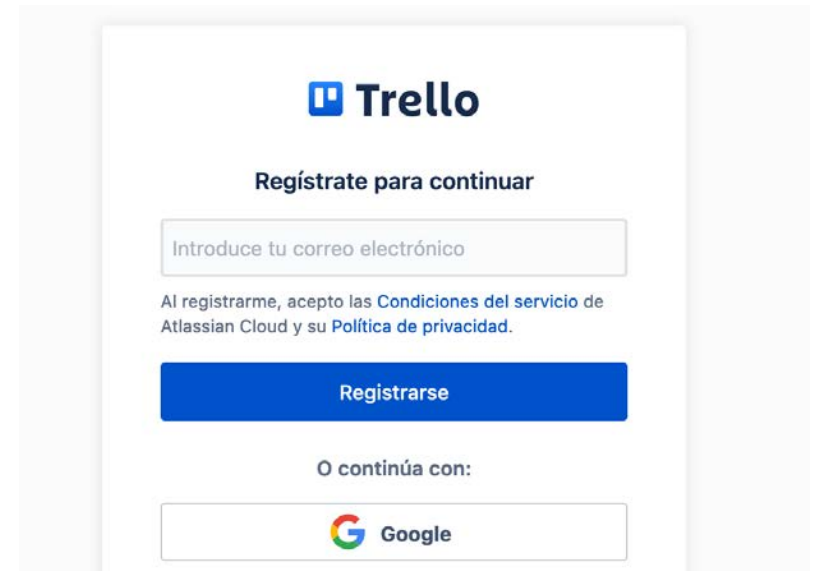 Trello
Regístrate para continuar
Introduce tu correo electrónico
Al registrarme, acepto las Condiciones del servicio de
Atlassian Cloud y su Política de privacidad.
Registrarse
O continúa con:
Google